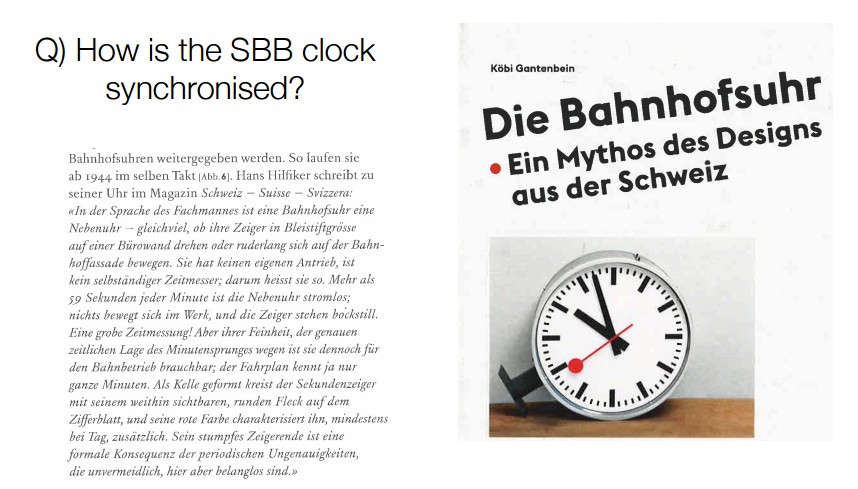 Q) How is the SBB clock
synchronised?
Bahnhofsuhren weitergegeben werden. So laufen sie
ab 1944 im selben Takt [Abb. 6]. Hans Hilfiker schreibt zu
seiner Uhr im Magazin Schweiz – Suisse – Svizzera:
«In der Sprache des Fachmannes ist eine Bahnhofsuhr eine
Nebenuhr – gleichviel, ob ihre Zeiger in Bleistiftgrösse
auf einer Bürowand drehen oder ruderlang sich auf der Bahn-
hoffassade bewegen. Sie hat keinen eigenen Antrieb, ist
kein selbständiger Zeitmesser; darum heisst sie so. Mehr als
59 Sekunden jeder Minute ist die Nebenuhr stromlos;
nichts bewegt sich im Werk, und die Zeiger stehen bockstill.
Eine grobe Zeitmessung! Aber ihrer Feinheit, der genauen
zeitlichen Lage des Minutensprunges wegen ist sie dennoch für
den Bahnbetrieb brauchbar; der Fahrplan kennt ja nur
ganze Minuten. Als Kelle geformt kreist der Sekundenzeiger
mit seinem weithin sichtbaren, runden Fleck auf dem
Zifferblatt, und seine rote Farbe charakterisiert ihn, mindestens
bei Tag, zusätzlich. Sein stumpfes Zeigerende ist eine
formale Konsequenz der periodischen Ungenauigkeiten,
die unvermeidlich, hier aber belanglos sind.»
Köbi Gantenbein
Die Bahnhofsuhr
Ein Mythos des Designs
aus der Schweiz